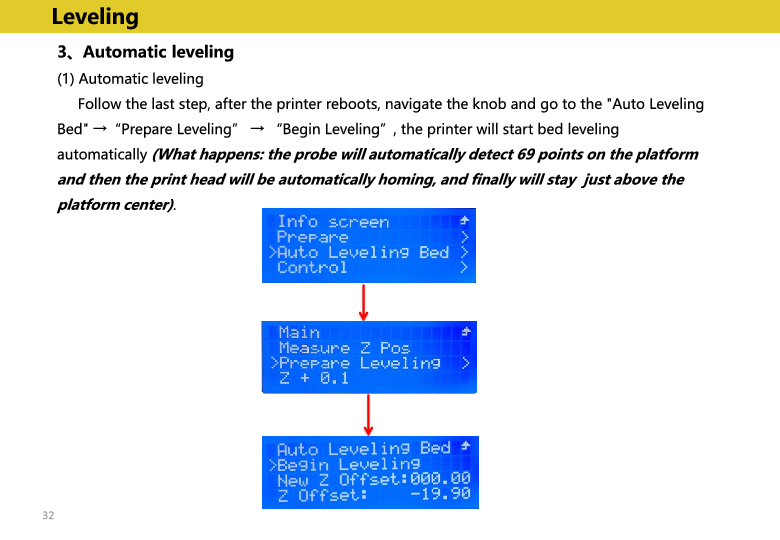 Leveling
3、Automatic leveling
(1) Automatic leveling
Follow the last step, after the printer reboots, navigate the knob and go to the "Auto Leveling
Bed" → “Prepare Leveling” → “Begin Leveling”, the printer will start bed leveling
automatically (What happens: the probe will automatically detect 69 points on the platform
and then the print head will be automatically homing, and finally will stay just above the
platform center).
Info screen
Prepare >
>Auto Leveling Bed >
Control >
Main
Measure Z Pos
>Prepare Leveling >
Z + 0.1
Auto Leveling Bed
>Begin Leveling
New Z Offset:000.00
Z Offset: -19.90
32